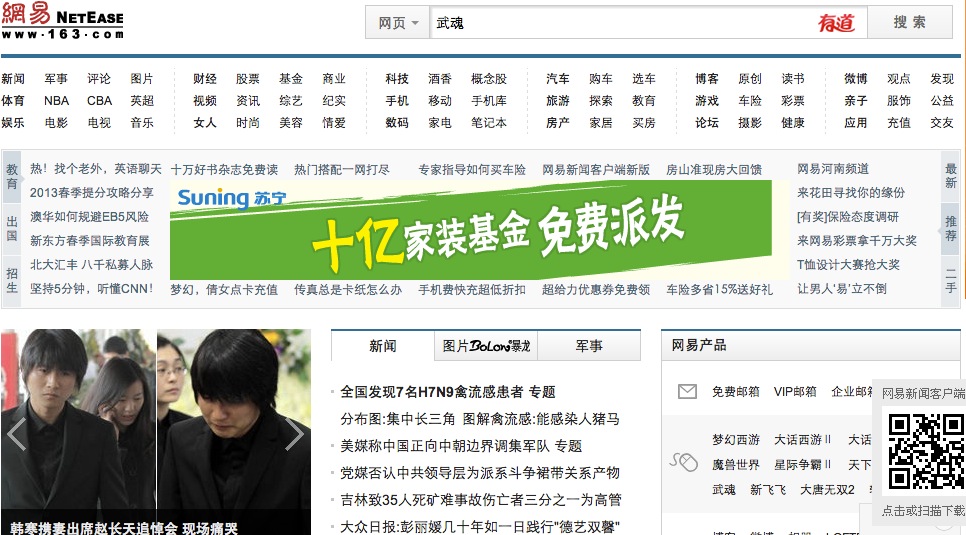 網易 NETEASE
www.163.com
网页 武魂 有道 搜索
新闻 军事 评论 图片 财经 股票 基金 商业 科技 酒香 概念股 汽车 购车 选车 博客 原创 读书 微博 观点 发现
体育 NBA CBA 英超 视频 资讯 综艺 纪实 手机 移动 手机库 旅游 探索 教育 游戏 车险 彩票 亲子 服饰 公益
娱乐 电影 电视 音乐 女人 时尚 美容 情爱 数码 家电 笔记本 房产 家居 买房 论坛 摄影 健康 应用 充值 交友
教育
出国
招生
热！找个老外，英语聊天
2013春季提分攻略分享
澳华如何规避EB5风险
新东方春季国际教育展
北大汇丰 八千私募人脉
坚持5分钟，听懂CNN！
十万好书杂志免费读 热门搭配一网打尽 专家指导如何买车险 网易新闻客户端新版 房山准现房大回馈
Suning 苏宁
十亿家装基金 免费派发
梦幻，倩女点卡充值 传真总是卡纸怎么办 手机费快充超低折扣 超给力优惠券免费领 车险多省15%送好礼
网易河南频道
来花田寻找你的缘份
[有奖]保险态度调研
来网易彩票拿千万大奖
T恤设计大赛抢大奖
让男人‘易’立不倒
最新
推荐
二手
韩寒携妻出席赵长天追悼会 现场痛哭
新闻 图片 BoLon暴龙 军事
全国发现7名H7N9禽流感患者 专题
分布图:集中长三角 图解禽流感:能感染人猪马
美媒称中国正向中朝边界调集军队 专题
党媒否认中共领导层为派系斗争裙带关系产物
吉林致35人死矿难事故伤亡者三分之一为高管
大众日报:彭丽媛几十年如一日践行"德艺双馨"
网易产品
免费邮箱 VIP邮箱 企业邮
梦幻西游 大话西游II 大话
魔兽世界 星际争霸II 天下
武魂 新飞飞 大唐无双2
网易新闻客户端
点击或扫描下载